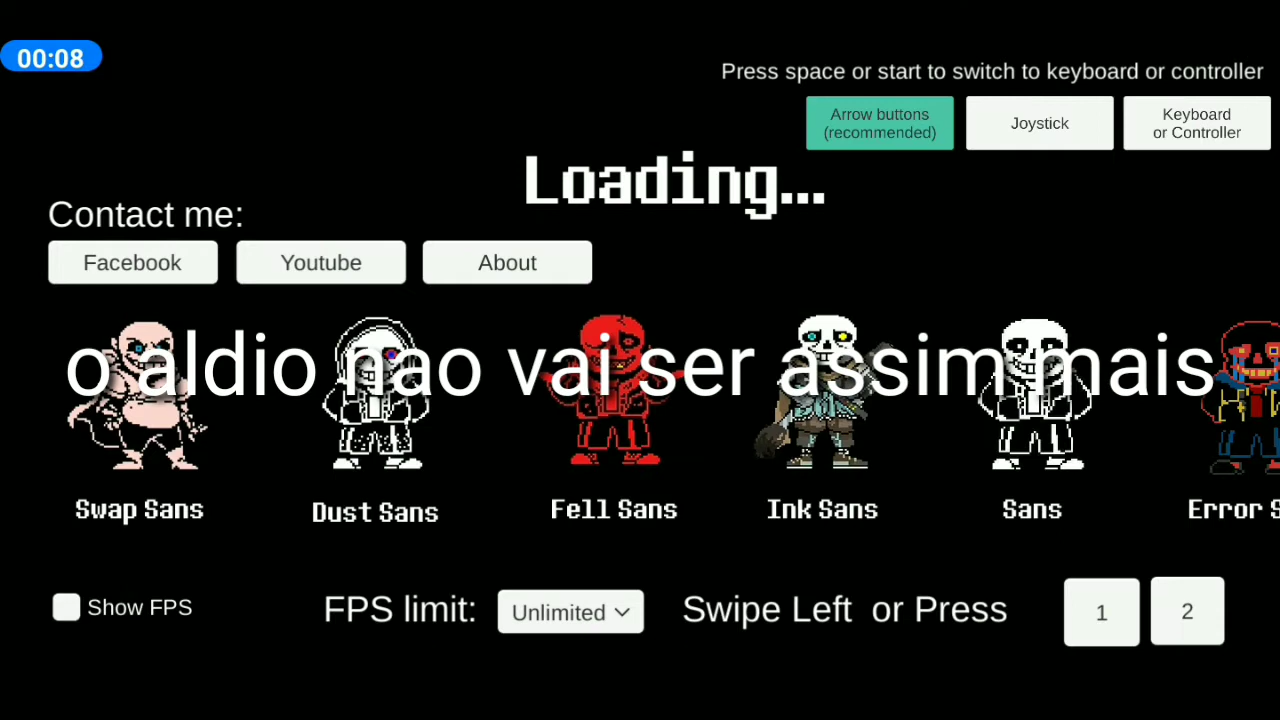 00:08
Press space or start to switch to keyboard or controller
Arrow buttons
(recommended)
Joystick
Keyboard
or Controller
Loading...
Contact me:
Facebook
Youtube
About
o aldio nao vai ser assim mais
Swap Sans
Dust Sans
Fell Sans
Ink Sans
Sans
Error S
Show FPS
FPS limit:
Unlimited
Swipe Left or Press
1
2